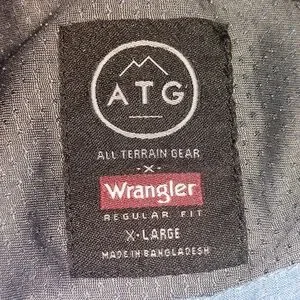 ATG
ALL TERRAIN GEAR
-X-
Wrangler
REGULAR FIT
X-LARGE
MADE IN BANGLADESH